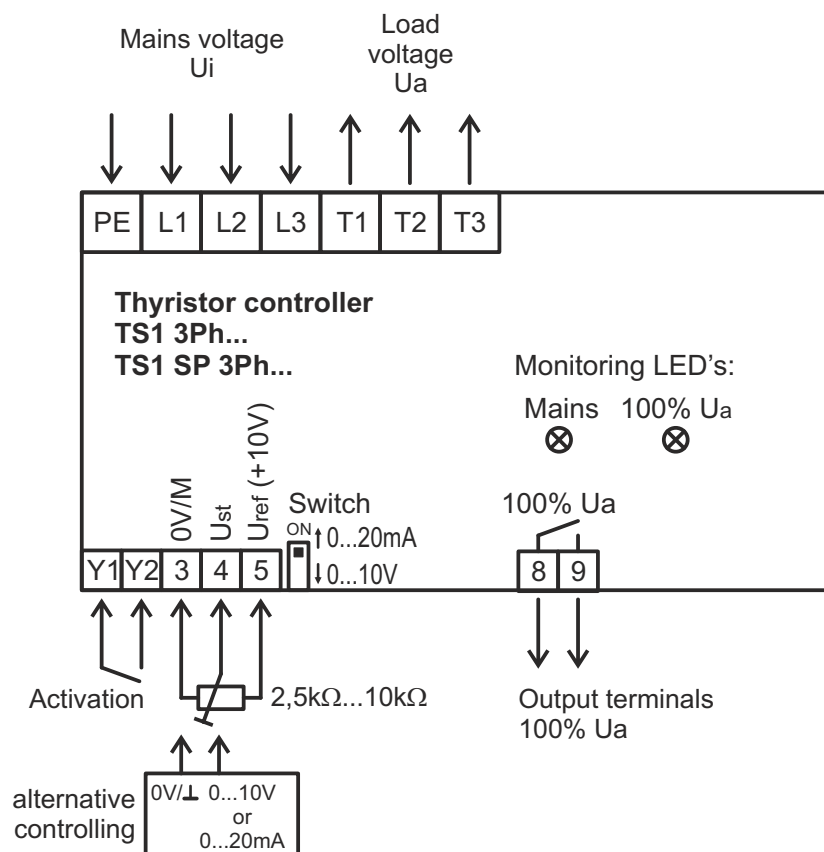 Mains voltage
Ui
Load
voltage
Ua
PE L1 L2 L3 T1 T2 T3
Thyristor controller
TS1 3Ph...
TS1 SP 3Ph...
Monitoring LED's:
Mains 100% Ua
0V/M
Ust
Uref (+10V)
Switch
ON
0...20mA
0...10V
100% Ua
Y1 Y2 3 4 5
8 9
Activation
2,5kΩ...10kΩ
Output terminals
100% Ua
alternative
controlling
0V/⊥ 0...10V
or
0...20mA